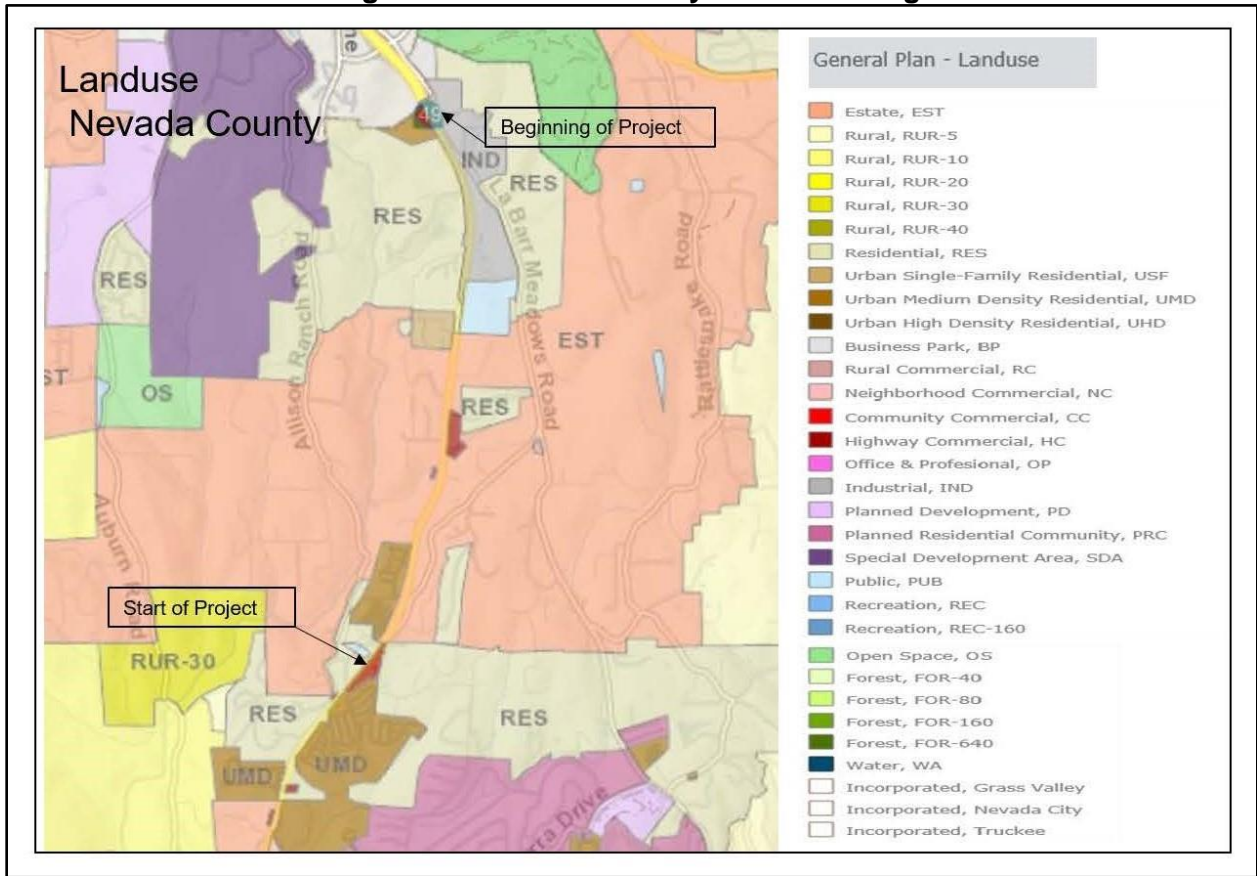 Landuse
Nevada County
Beginning of Project
Start of Project
49
IND
RES
RES
RES
La Barr Meadows Road
Rattlesnake Road
Allison Ranch Road
EST
OS
RES
Auburn Road
RUR-30
RES
RES
UMD
UMD
General Plan - Landuse
Estate, EST
Rural, RUR-5
Rural, RUR-10
Rural, RUR-20
Rural, RUR-30
Rural, RUR-40
Residential, RES
Urban Single-Family Residential, USF
Urban Medium Density Residential, UMD
Urban High Density Residential, UHD
Business Park, BP
Rural Commercial, RC
Neighborhood Commercial, NC
Community Commercial, CC
Highway Commercial, HC
Office & Profesional, OP
Industrial, IND
Planned Development, PD
Planned Residential Community, PRC
Special Development Area, SDA
Public, PUB
Recreation, REC
Recreation, REC-160
Open Space, OS
Forest, FOR-40
Forest, FOR-80
Forest, FOR-160
Forest, FOR-640
Water, WA
Incorporated, Grass Valley
Incorporated, Nevada City
Incorporated, Truckee